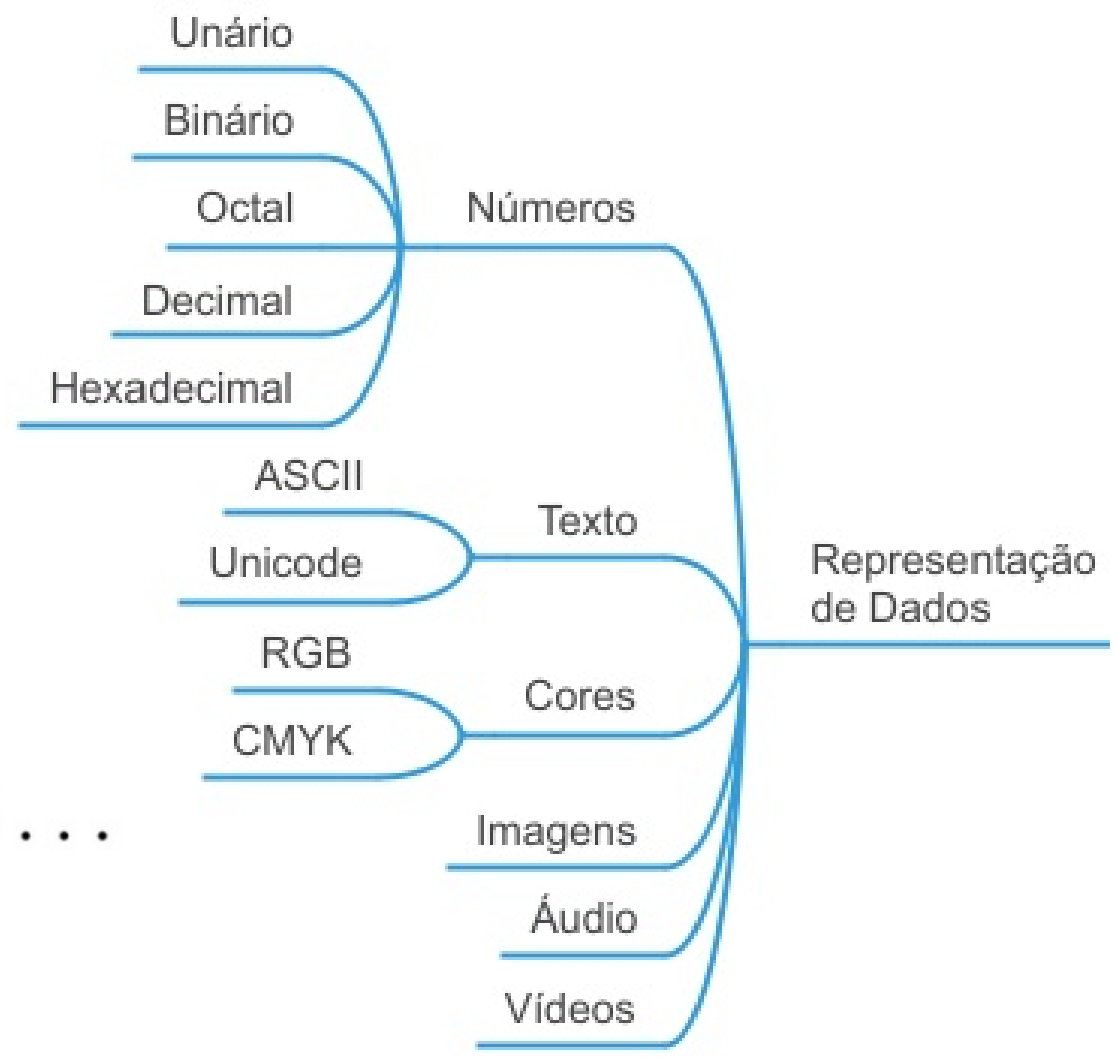 Unário
Binário
Octal
Decimal
Hexadecimal
Números
ASCII
Unicode
Texto
RGB
CMYK
Cores
. . .
Imagens
Áudio
Vídeos
Representação
de Dados